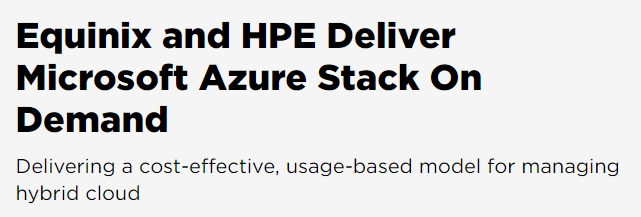 Equinix and HPE Deliver
Microsoft Azure Stack On
Demand
Delivering a cost-effective, usage-based model for managing
hybrid cloud